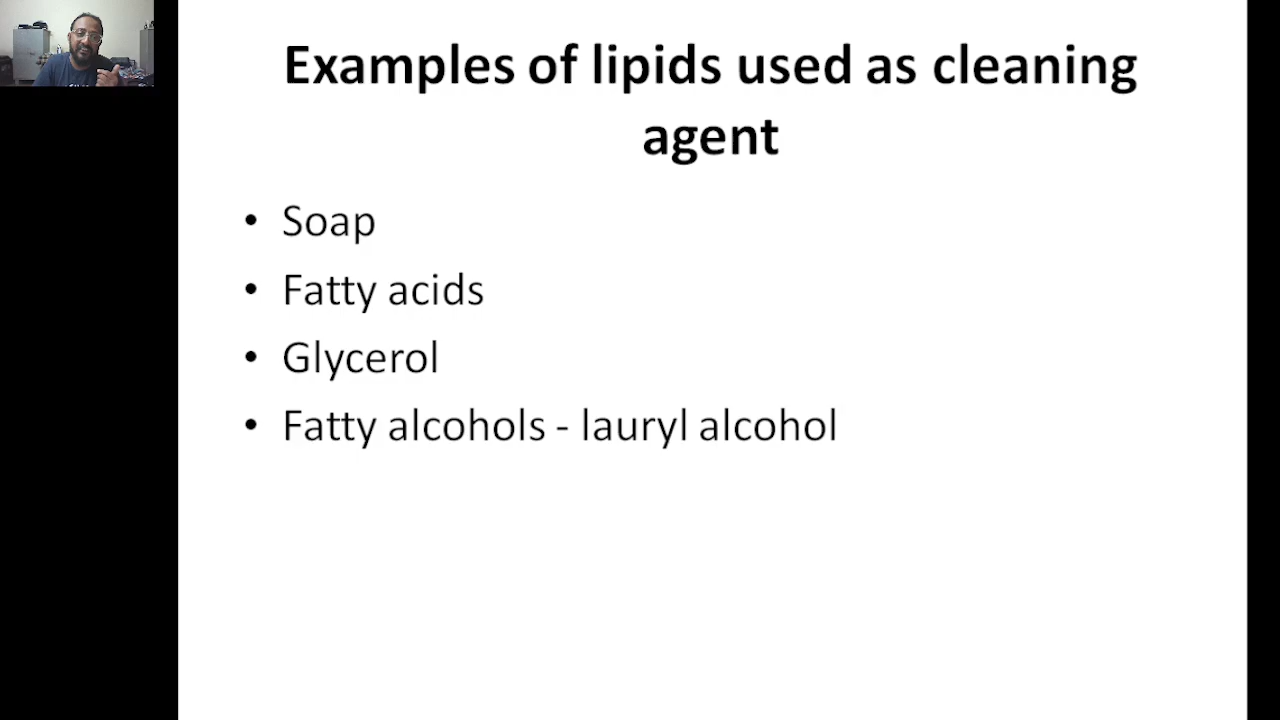 Examples of lipids used as cleaning
agent
• Soap
• Fatty acids
• Glycerol
• Fatty alcohols - lauryl alcohol